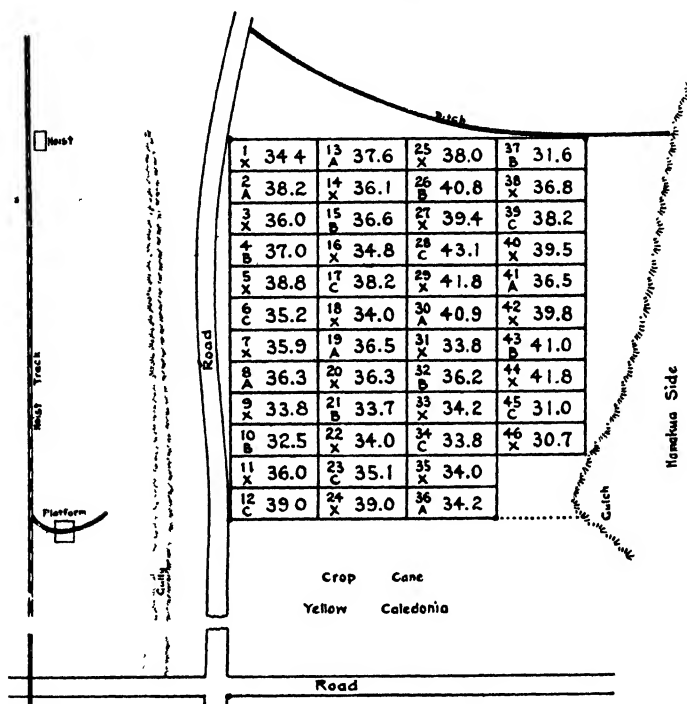 Ditch
Hoist
1 X 34 4 13 A 37.6 25 X 38.0 37 B 31.6
2 A 38.2 14 X 36.1 26 B 40.8 38 X 36.8
3 X 36.0 15 B 36.6 27 X 39.4 39 C 38.2
4 B 37.0 16 X 34.8 28 C 43.1 40 X 39.5
5 X 38.8 17 C 38.2 29 X 41.8 41 A 36.5
6 C 35.2 18 X 34.0 30 A 40.9 42 X 39.8
7 X 35.9 19 A 36.5 31 X 33.8 43 B 41.0
8 A 36.3 20 X 36.3 32 B 36.2 44 X 41.8
9 X 33.8 21 B 33.7 33 X 34.2 45 C 31.0
10 B 32.5 22 X 34.0 34 C 33.8 46 X 30.7
11 X 36.0 23 C 35.1 35 X 34.0
12 C 39 0 24 X 39.0 36 A 34.2
Road
Hoist Track
Hamakua Side
Platform
Gulch
Gully
Crop Cane
Yellow Caledonia
Road